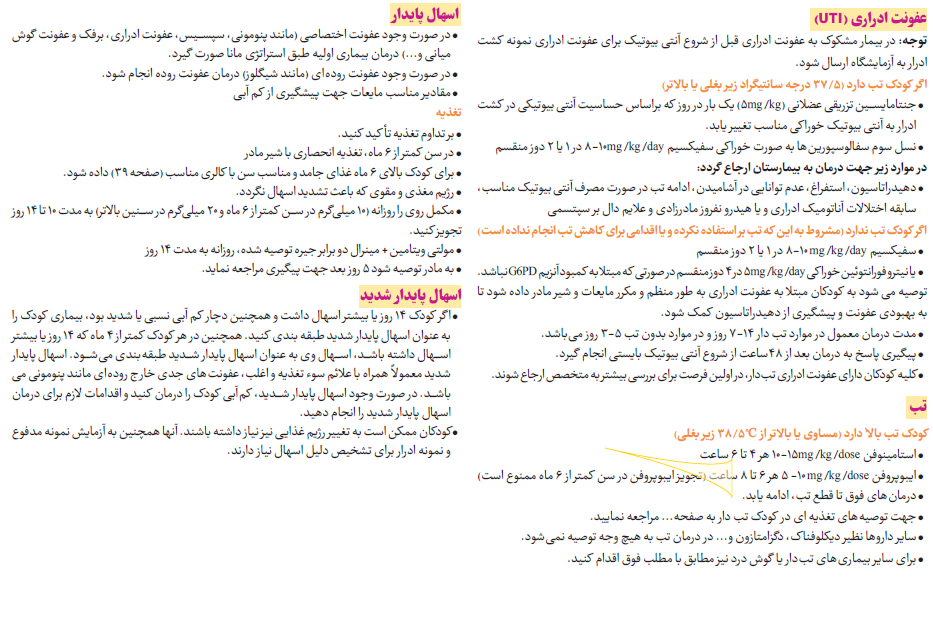 عفونت ادراری (UTI)
توجه: در بیمار مشکوک به عفونت ادراری قبل از شروع آنتی بیوتیک برای عفونت ادراری نمونه کشت
ادرار به آزمایشگاه ارسال شود.
اگر کودک تب دارد (۳۷/۵ درجه سانتیگراد زیر بغلی یا بالاتر)
• جنتامایسین تزریقی عضلانی (۵mg/kg) یک بار در روز که براساس حساسیت آنتی بیوتیکی در کشت
ادرار به آنتی بیوتیک خوراکی مناسب تغییر یابد.
• نسل سوم سفالوسپورین ها به صورت خوراکی سفیکسیم ۸-۱۰mg/kg/day در ۱ یا ۲ دوز منقسم
در موارد زیر جهت درمان به بیمارستان ارجاع گردد:
• دهیدراتاسیون، استفراغ، عدم توانایی در آشامیدن، ادامه تب در صورت مصرف آنتی بیوتیک مناسب،
سابقه اختلالات آناتومیک ادراری و یا هیدرو نفروز مادرزادی و علایم دال بر سپتسمی
اگر کودک تب ندارد (مشروط به این که تب بر استفاده نکرده و یا اقدامی برای کاهش تب انجام نداده است)
• سفیکسیم ۸-۱۰mg/kg/day در ۱ یا ۲ دوز منقسم
• یا نیتروفورانتوئین خوراکی ۵mg/kg/day در ۴ دوز منقسم در صورتی که مبتلا به کمبود آنزیم G6PD نباشد.
توصیه می شود به کودکان مبتلا به عفونت ادراری به طور منظم و مکرر مایعات و شیر مادر داده شود تا
به بهبودی عفونت و پیشگیری از دهیدراتاسیون کمک شود.
• مدت درمان معمول در موارد تب دار ۱۴-۷ روز و در موارد بدون تب ۵-۳ روز می‌باشد.
• پیگیری پاسخ به درمان بعد از ۴۸ ساعت از شروع آنتی بیوتیک بایستی انجام گیرد.
• کلیه کودکان دارای عفونت ادراری تب‌دار، در اولین فرصت برای بررسی بیشتر به متخصص ارجاع شوند.
تب
کودک تب بالا دارد (مساوی یا بالاتر از ۳۸/۵°C زیر بغلی)
• استامینوفن ۱۰-۱۵mg/kg/dose هر ۴ تا ۶ ساعت
• ایبوپروفن ۵-۱۰mg/kg/dose هر ۶ تا ۸ ساعت (تجویز ایبوپروفن در سن کمتر از ۶ ماه ممنوع است)
• درمان های فوق تا قطع تب، ادامه یابد.
• جهت توصیه های تغذیه ای در کودک تب دار به صفحه... مراجعه نمایید.
• سایر داروها نظیر دیکلوفناک، دگزامتازون و... در درمان تب به هیچ وجه توصیه نمی‌شود.
• برای سایر بیماری های تب‌دار یا گوش درد نیز مطابق با مطلب فوق اقدام کنید.
اسهال پایدار
• در صورت وجود عفونت اختصاصی (مانند پنومونی، سپسیس، عفونت ادراری، برفک و عفونت گوش
میانی و...) درمان بیماری اولیه طبق استراتژی مانا صورت گیرد.
• در صورت وجود عفونت روده‌ای (مانند شیگلوز) درمان عفونت روده انجام شود.
• مقادیر مناسب مایعات جهت پیشگیری از کم آبی
تغذیه
• بر تداوم تغذیه تأکید کنید.
• در سن کمتر از ۶ ماه، تغذیه انحصاری با شیر مادر
• برای کودک بالای ۶ ماه غذای جامد و مناسب سن با کالری مناسب (صفحه ۳۹) داده شود.
• رژیم مغذی و مقوی که باعث تشدید اسهال نگردد.
• مکمل روی را روزانه (۱۰ میلی‌گرم در سن کمتر از ۶ ماه و ۲۰ میلی‌گرم در سنین بالاتر) به مدت ۱۰ تا ۱۴ روز
تجویز کنید.
• مولتی ویتامین + مینرال دو برابر جیره توصیه شده، روزانه به مدت ۱۴ روز
• به مادر توصیه شود ۵ روز بعد جهت پیگیری مراجعه نماید.
اسهال پایدار شدید
• اگر کودک ۱۴ روز یا بیشتر اسهال داشت و همچنین دچار کم آبی نسبی یا شدید بود، بیماری کودک را
به عنوان اسهال پایدار شدید طبقه بندی کنید. همچنین در هر کودک کمتر از ۴ ماه که ۱۴ روز یا بیشتر
اسهال داشته باشد، اسهال وی به عنوان اسهال پایدار شدید طبقه‌بندی می‌شود. اسهال پایدار
شدید معمولاً همراه با علائم سوء تغذیه و اغلب، عفونت های جدی خارج روده‌ای مانند پنومونی می
باشد. در صورت وجود اسهال پایدار شدید، کم آبی کودک را درمان کنید و اقدامات لازم برای درمان
اسهال پایدار شدید را انجام دهید.
• کودکان ممکن است به تغییر رژیم غذایی نیز نیاز داشته باشند. آنها همچنین به آزمایش نمونه مدفوع
و نمونه ادرار برای تشخیص دلیل اسهال نیاز دارند.